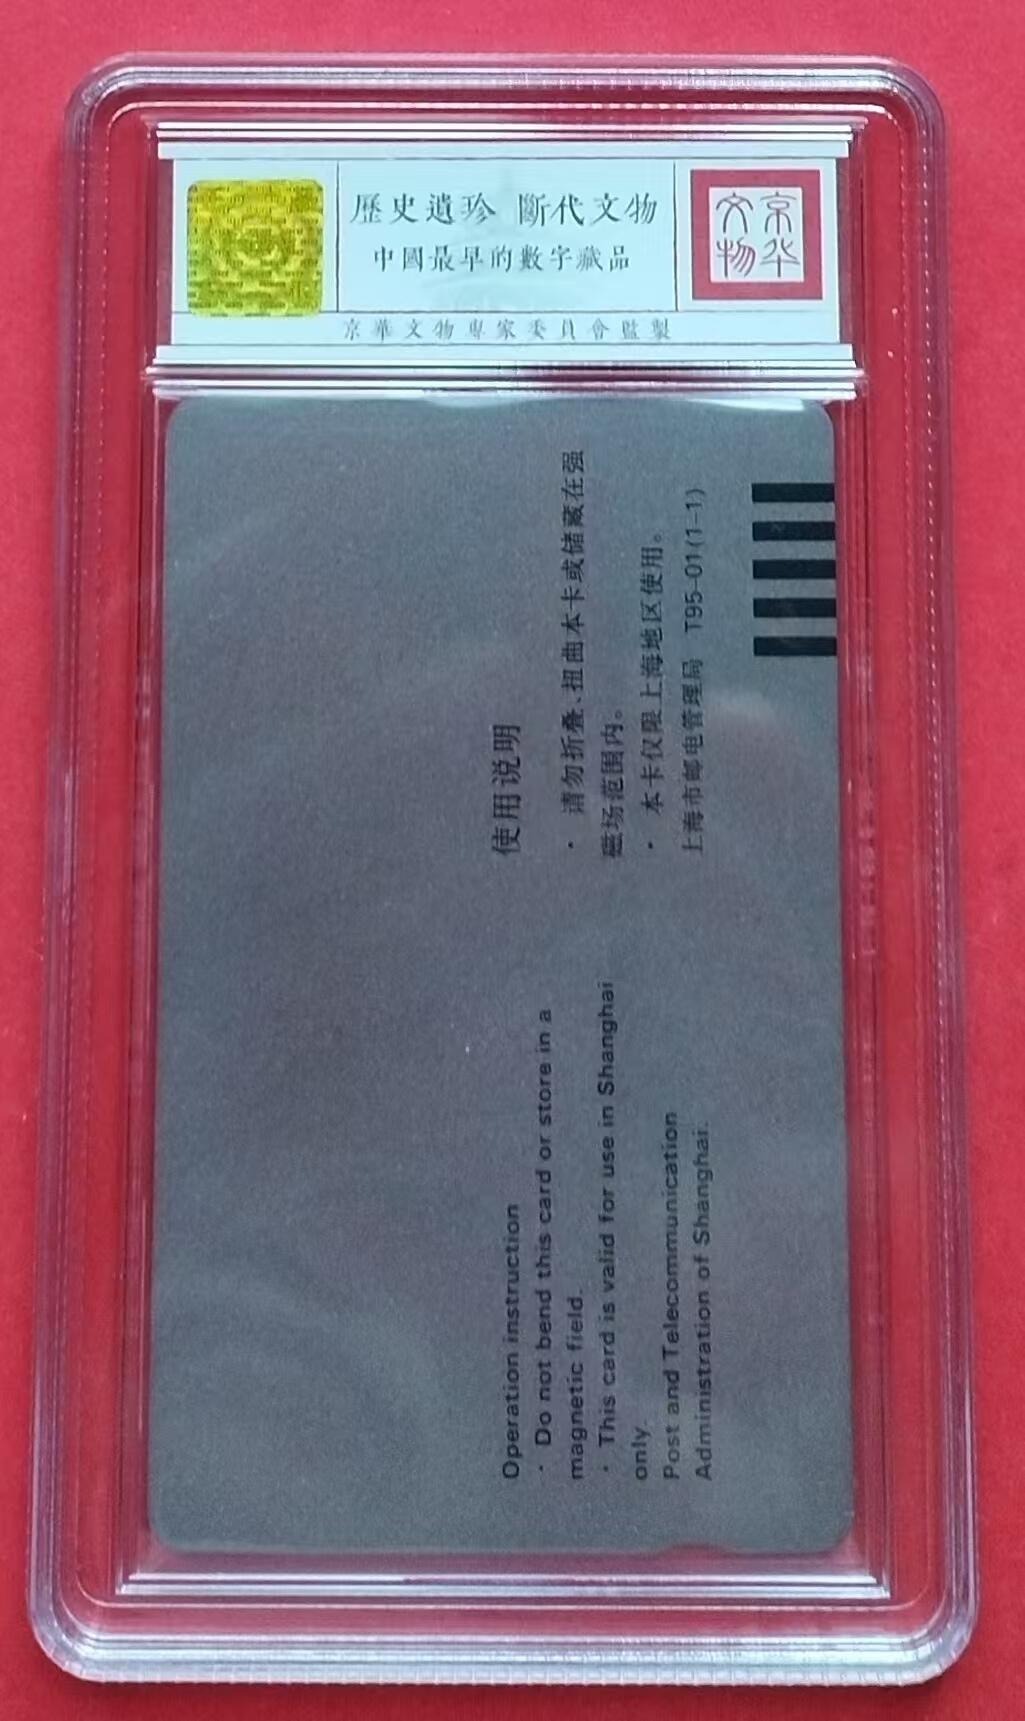 歷史遺珍 斷代文物
中國最早的數字藏品
京华文物
京華文物專家委員會監製
使用说明
· 请勿折叠、扭曲本卡或储藏在强
磁场范围内。
· 本卡仅限上海地区使用。
上海市邮电管理局 T95-01(1-1)
Operation instruction
· Do not bend this card or store in a
magnetic field.
· This card is valid for use in Shanghai
only.
Post and Telecommunication
Administration of Shanghai.